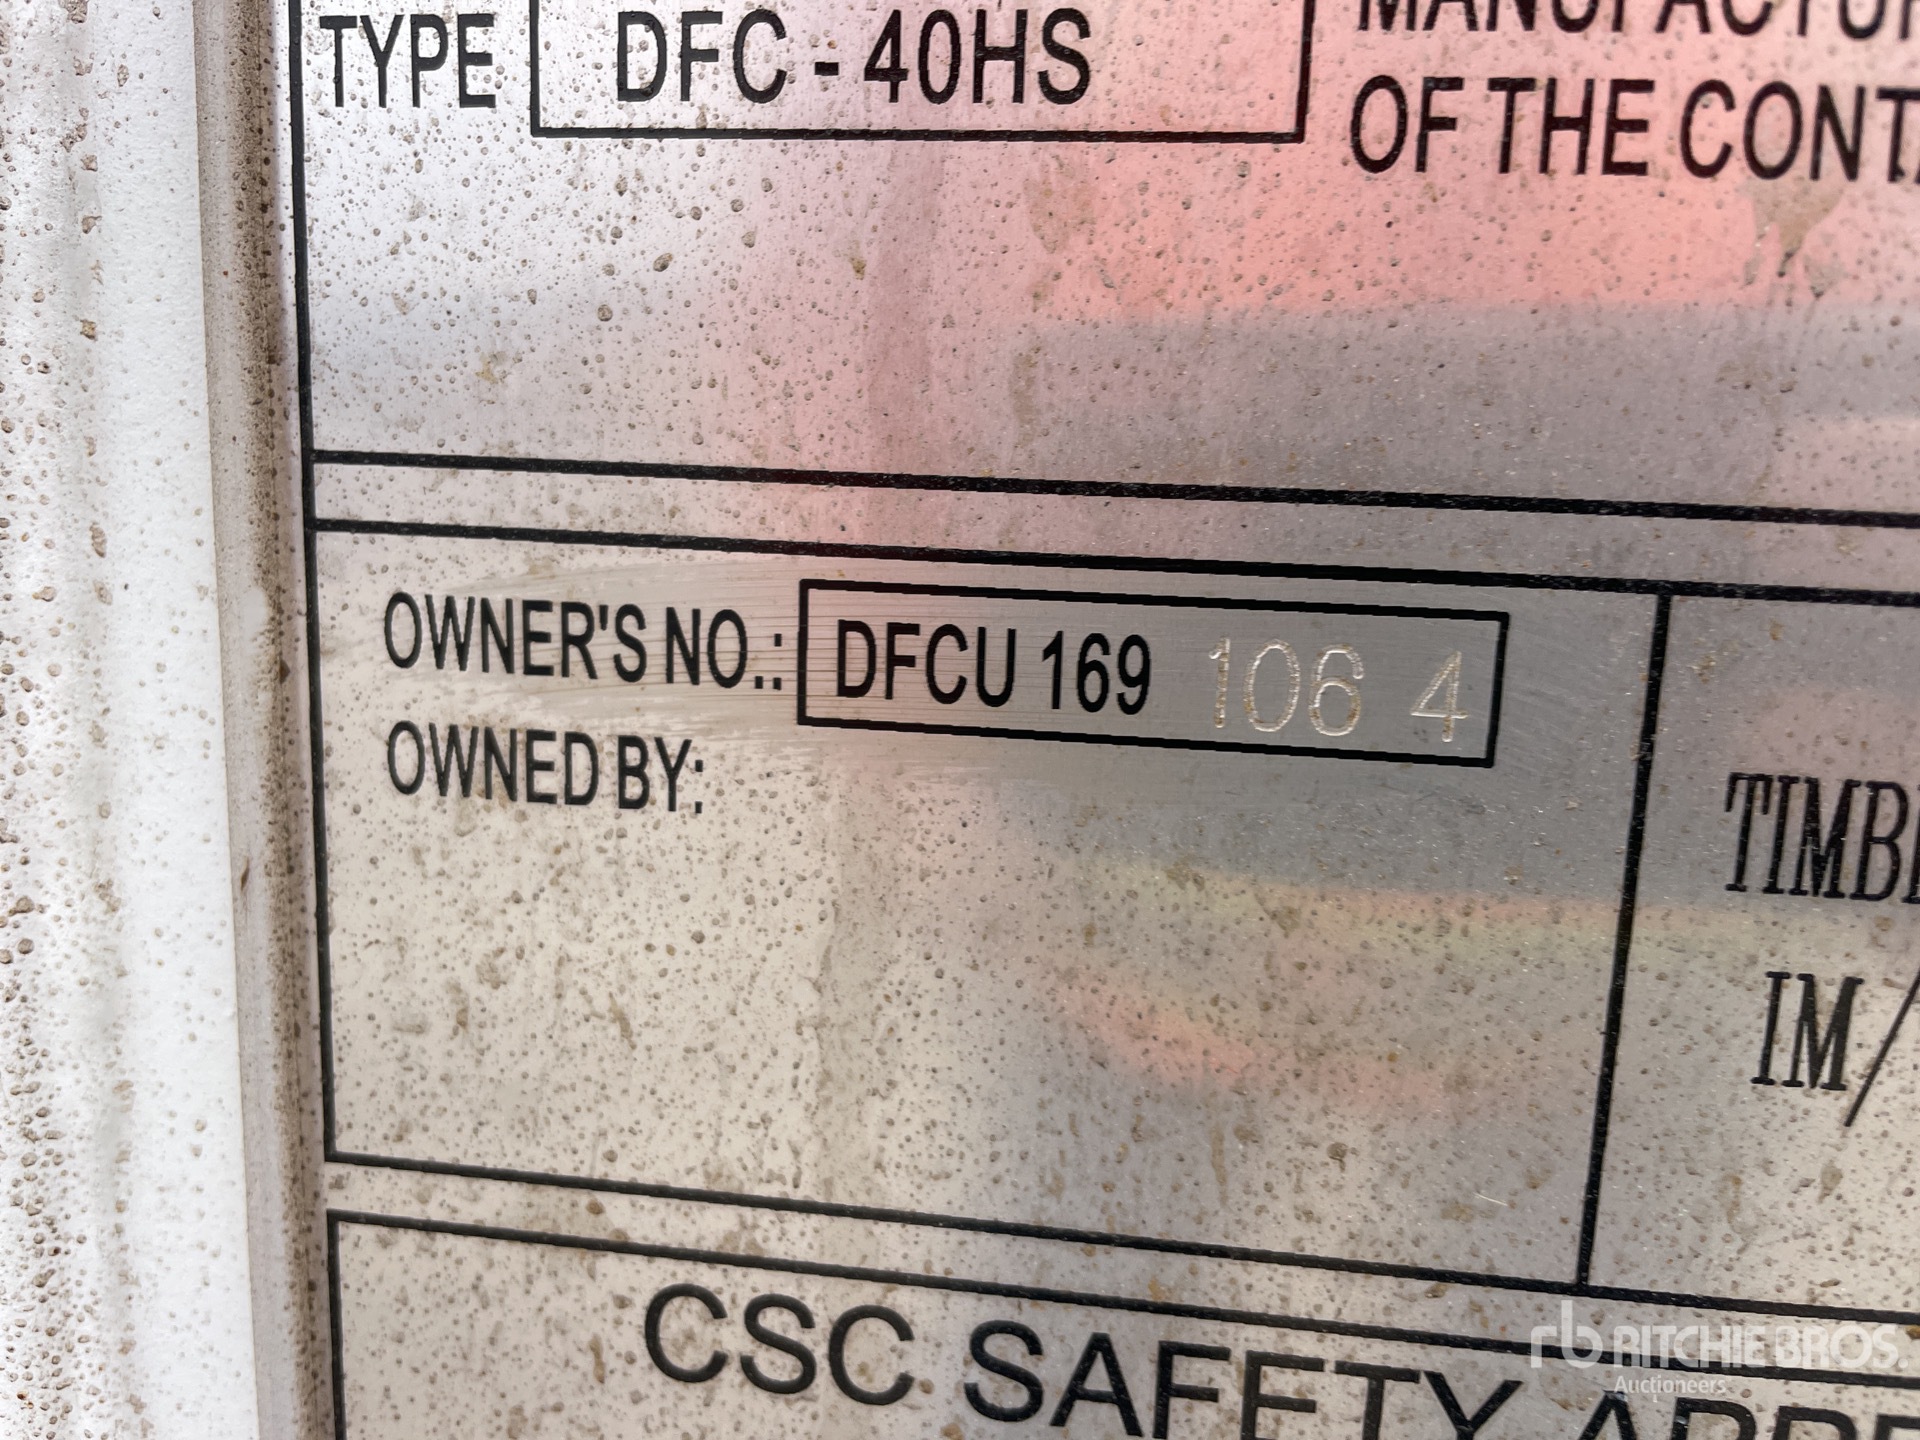 TYPE DFC - 40HS
OF THE CONT
OWNER'S NO.: DFCU 169 106 4
OWNED BY:
TIMB
IM/
CSC SAFETY
rb RITCHIE BROS.
Auctioneers